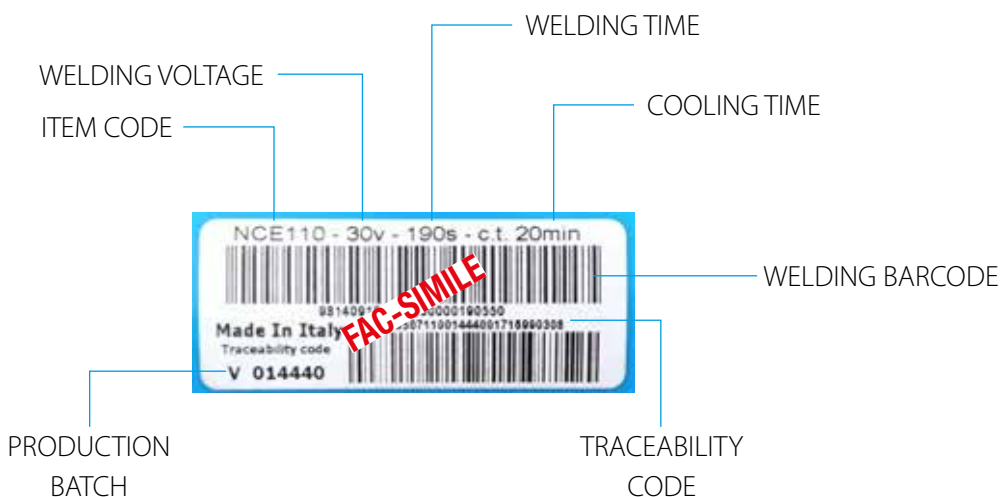 WELDING TIME
WELDING VOLTAGE
COOLING TIME
ITEM CODE
NCE110 - 30v - 190s - c.t. 20min
WELDING BARCODE
FAC-SIMILE
Made In Italy
Traceability code
V 014440
PRODUCTION
BATCH
TRACEABILITY
CODE